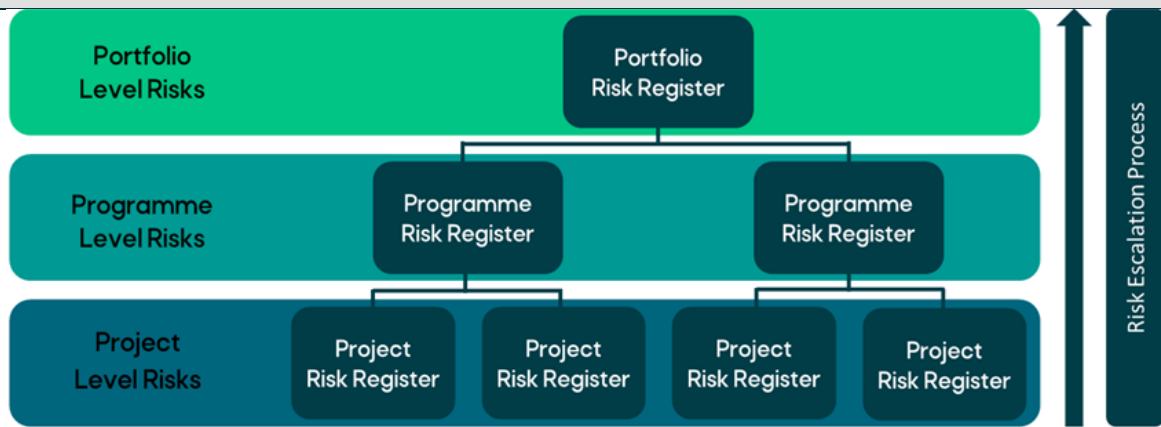 Portfolio
Level Risks
Portfolio
Risk Register
Programme
Level Risks
Programme
Risk Register
Programme
Risk Register
Project
Level Risks
Project
Risk Register
Project
Risk Register
Project
Risk Register
Project
Risk Register
Risk Escalation Process